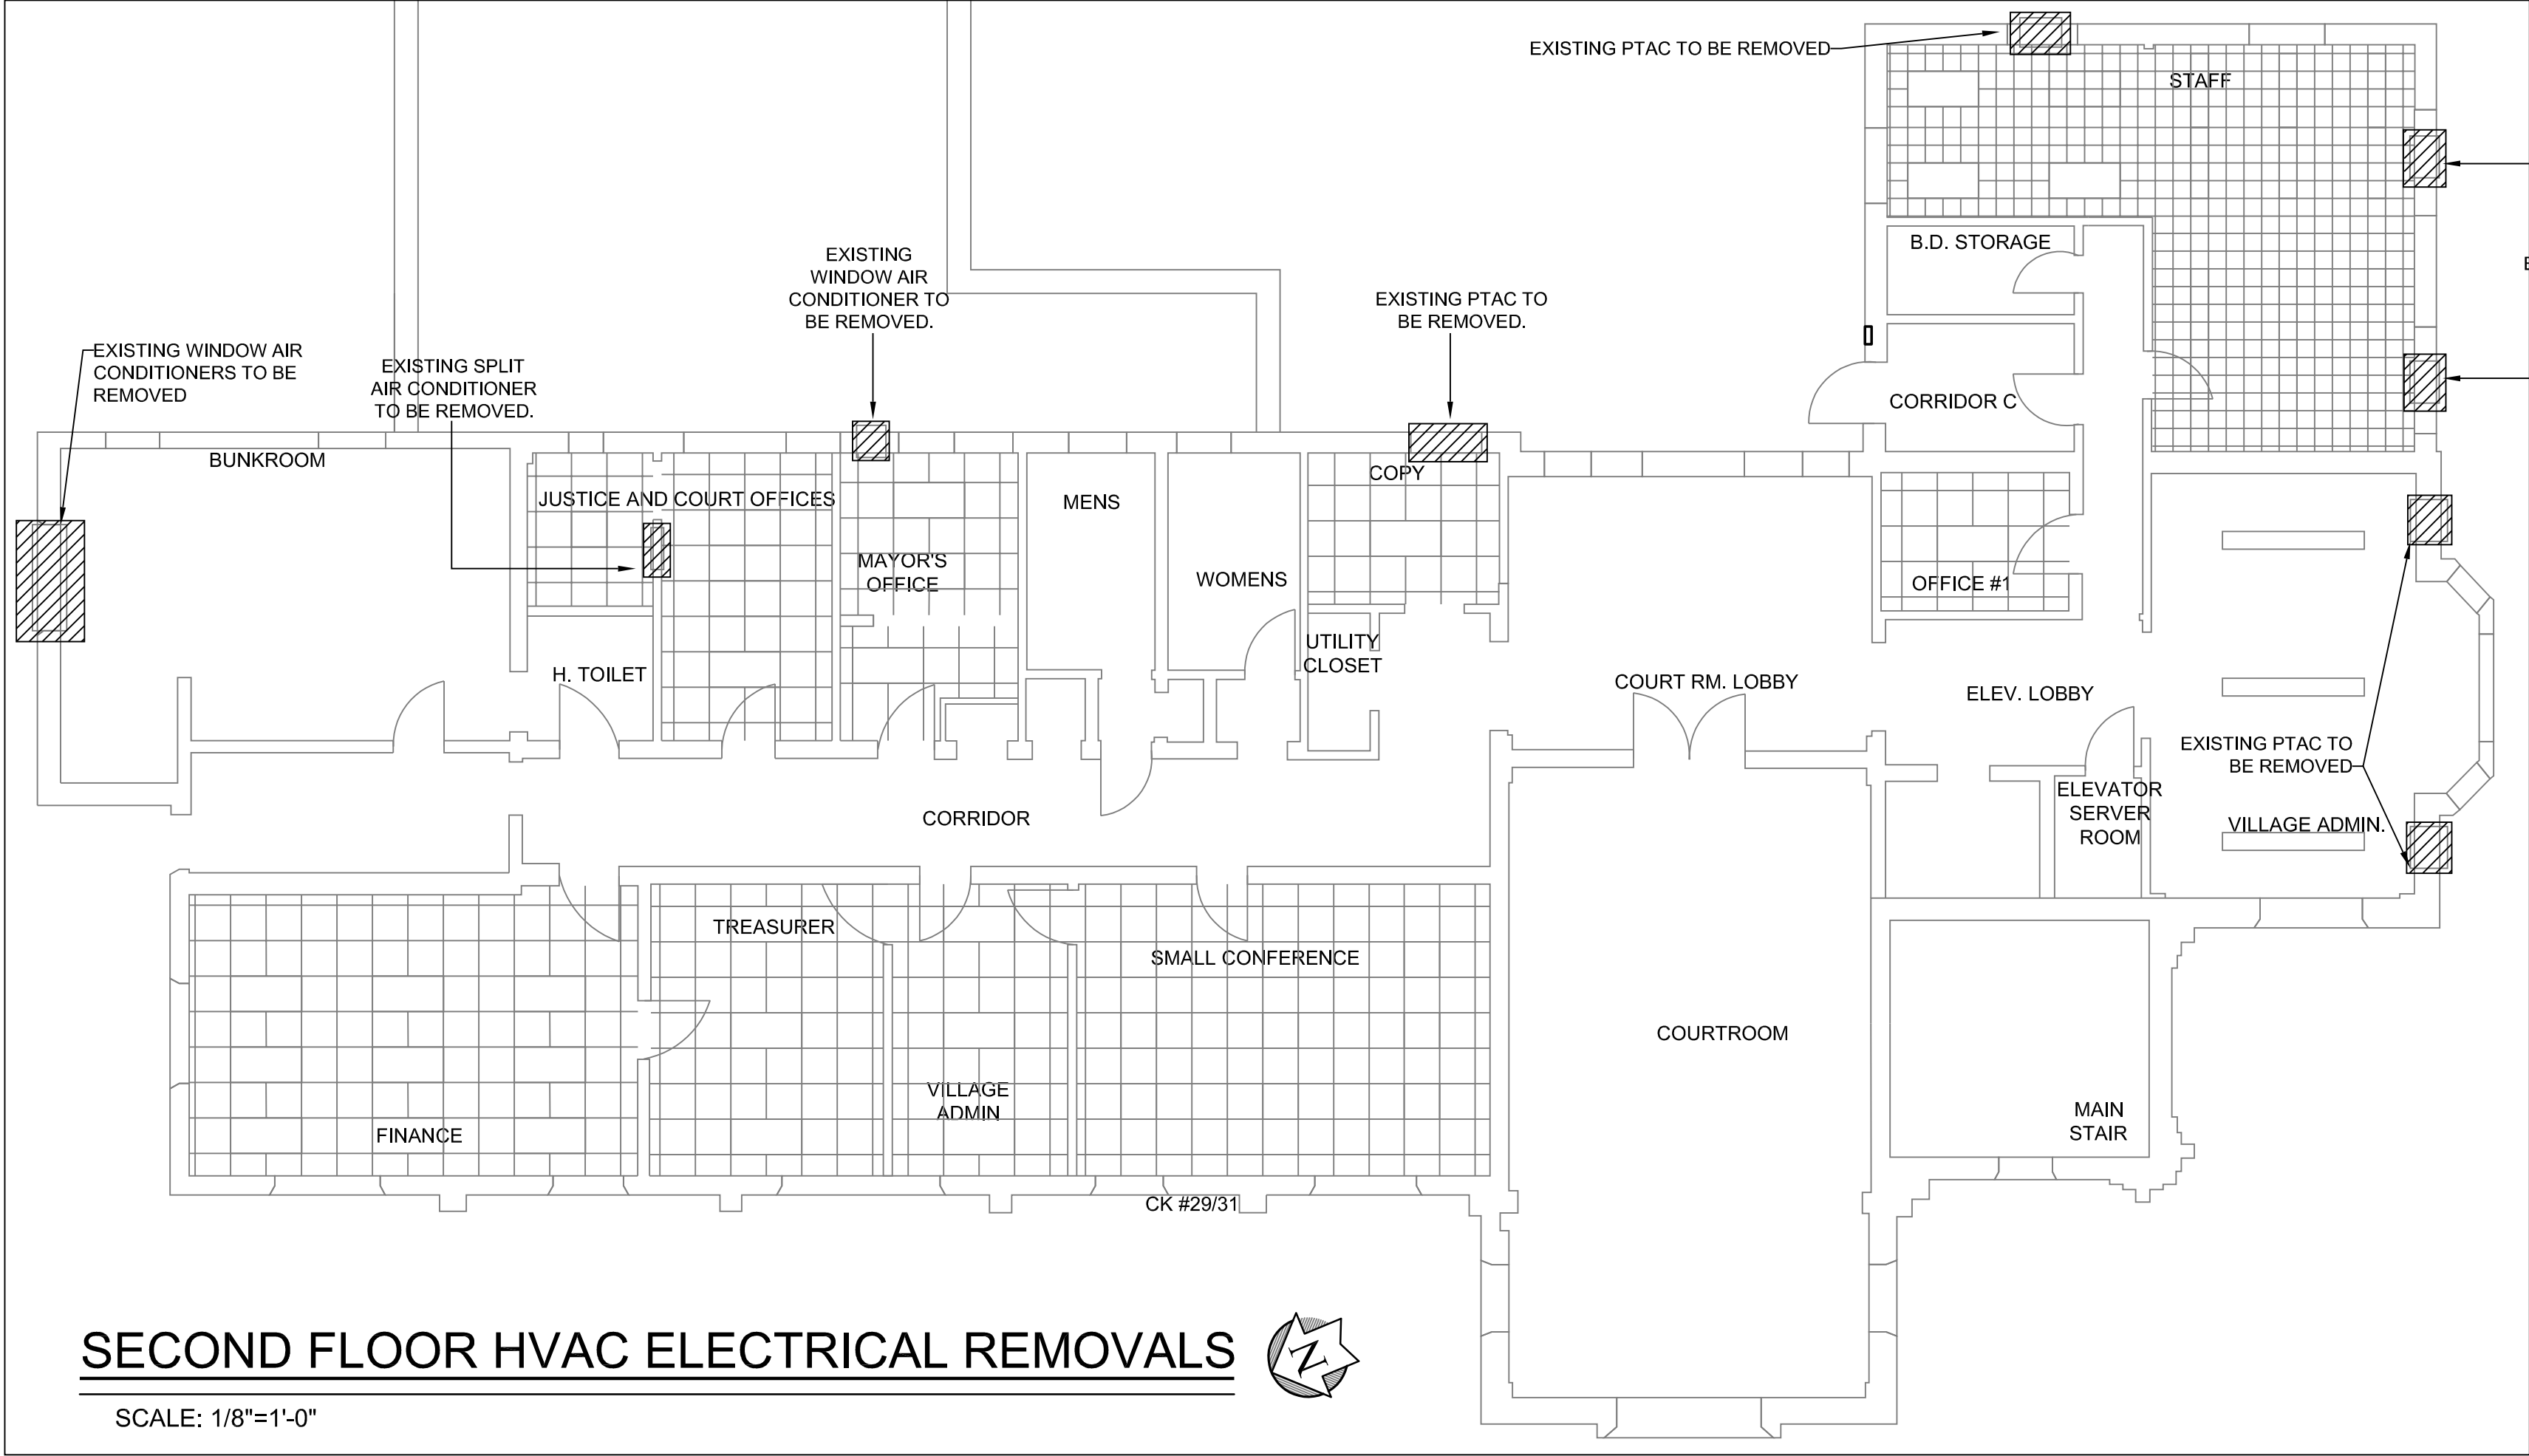 EXISTING PTAC TO BE REMOVED
STAFF
B.D. STORAGE
EXISTING
WINDOW AIR
CONDITIONER TO
BE REMOVED.
EXISTING PTAC TO
BE REMOVED.
EXISTING WINDOW AIR
CONDITIONERS TO BE
REMOVED
EXISTING SPLIT
AIR CONDITIONER
TO BE REMOVED.
CORRIDOR C
BUNKROOM
JUSTICE AND COURT OFFICES
COPY
MENS
MAYOR'S
OFFICE
WOMENS
OFFICE #1
UTILITY
CLOSET
H. TOILET
COURT RM. LOBBY
ELEV. LOBBY
EXISTING PTAC TO
BE REMOVED
ELEVATOR
SERVER
ROOM
VILLAGE ADMIN.
CORRIDOR
TREASURER
SMALL CONFERENCE
COURTROOM
VILLAGE
ADMIN
FINANCE
MAIN
STAIR
CK #29/31
SECOND FLOOR HVAC ELECTRICAL REMOVALS
N
SCALE: 1/8"=1'-0"